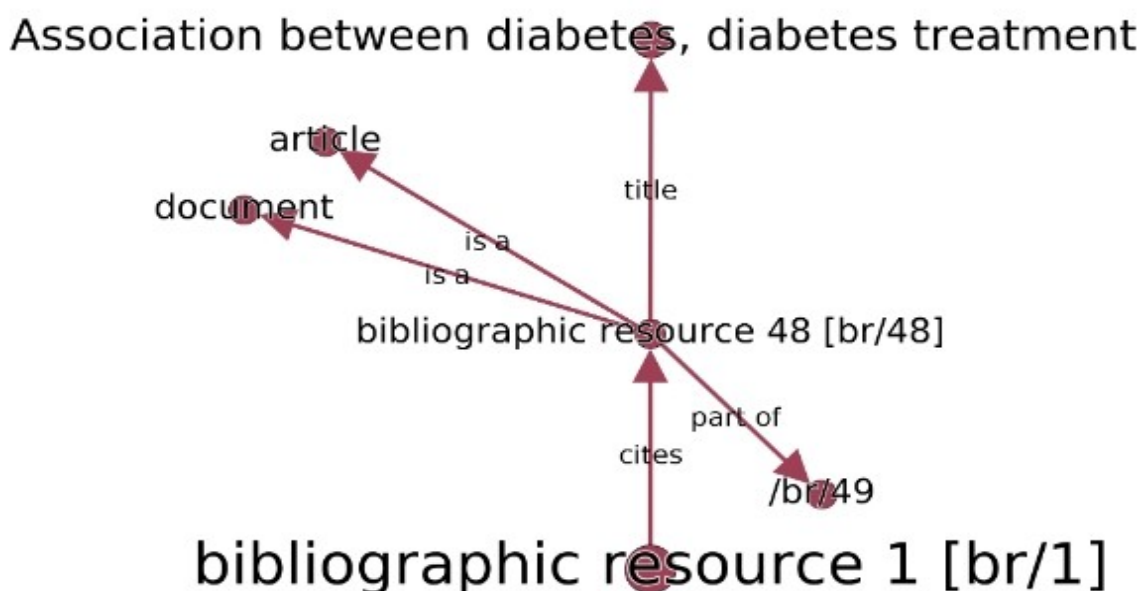 Association between diabetes, diabetes treatment
article
document
title
is a
is a
bibliographic resource 48 [br/48]
part of
cites
/br/49
bibliographic resource 1 [br/1]